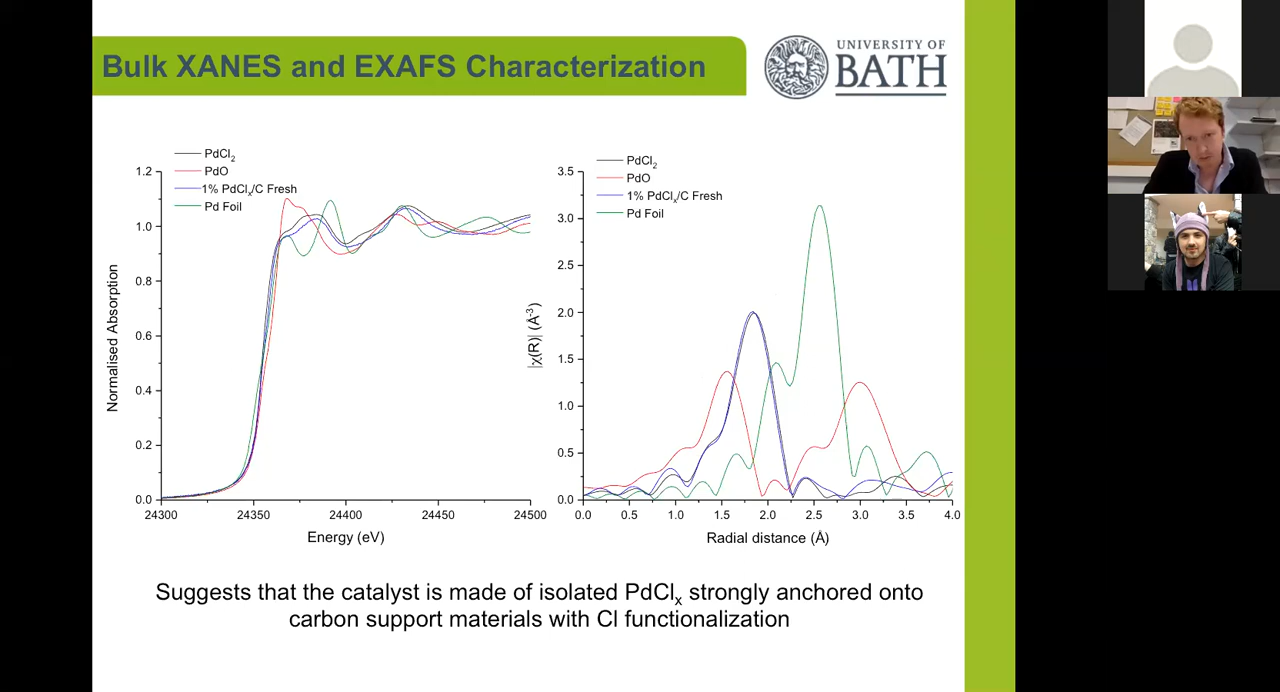 Bulk XANES and EXAFS Characterization
UNIVERSITY OF
BATH
PdCl2
PdO
1% PdClx/C Fresh
Pd Foil
1.2
1.0
0.8
0.6
0.4
0.2
0.0
24300
24350
24400
24450
24500
Normalised Absorption
Energy (eV)
PdCl2
PdO
1% PdClx/C Fresh
Pd Foil
3.5
3.0
2.5
2.0
1.5
1.0
0.5
0.0
0.0
0.5
1.0
1.5
2.0
2.5
3.0
3.5
4.0
|χ(R)| (Å-3)
Radial distance (Å)
Suggests that the catalyst is made of isolated PdClx strongly anchored onto
carbon support materials with Cl functionalization